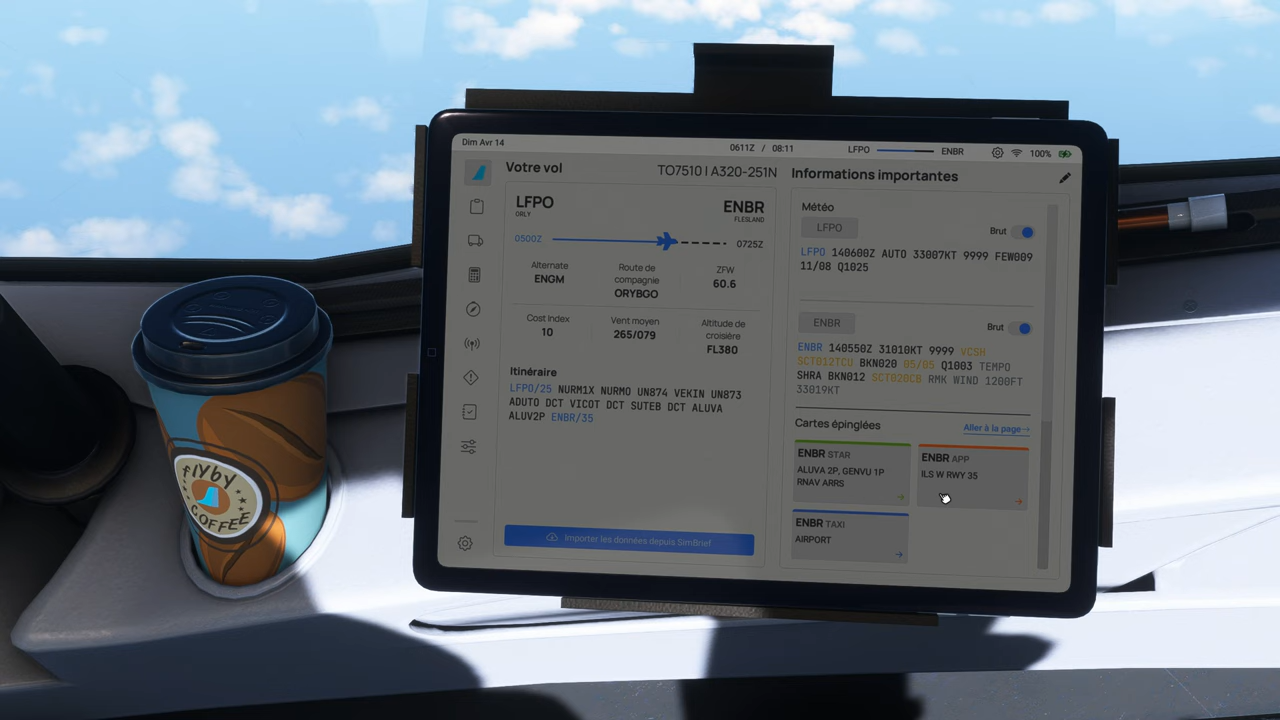 Dim Avr 14
0611Z / 08:11
LFPO ENBR
100%
Votre vol
TO7510 | A320-251N
LFPO
ORLY
ENBR
FLESLAND
0500Z
0725Z
Alternate
ENGM
Route de
compagnie
ORYBGO
ZFW
60.6
Cost Index
10
Vent moyen
265/079
Altitude de
croisière
FL380
Itinéraire
LFPO/25 NURM1X NURMO UN874 VEKIN UN873
ADUTO DCT VICOT DCT SUTEB DCT ALUVA
ALUV2P ENBR/35
Importer les données depuis SimBrief
Informations importantes
Météo
LFPO
Brut
LFPO 140600Z AUTO 33007KT 9999 FEW009
11/08 Q1025
ENBR
Brut
ENBR 140550Z 31010KT 9999 VCSH
SCT012TCU BKN020 05/05 Q1003 TEMPO
SHRA BKN012 SCT020CB RMK WIND 1200FT
33019KT
Cartes épinglées
Aller à la page
ENBR STAR
ALUVA 2P, GENVU 1P
RNAV ARRS
ENBR APP
ILS W RWY 35
ENBR TAXI
AIRPORT
flyby
COFFEE